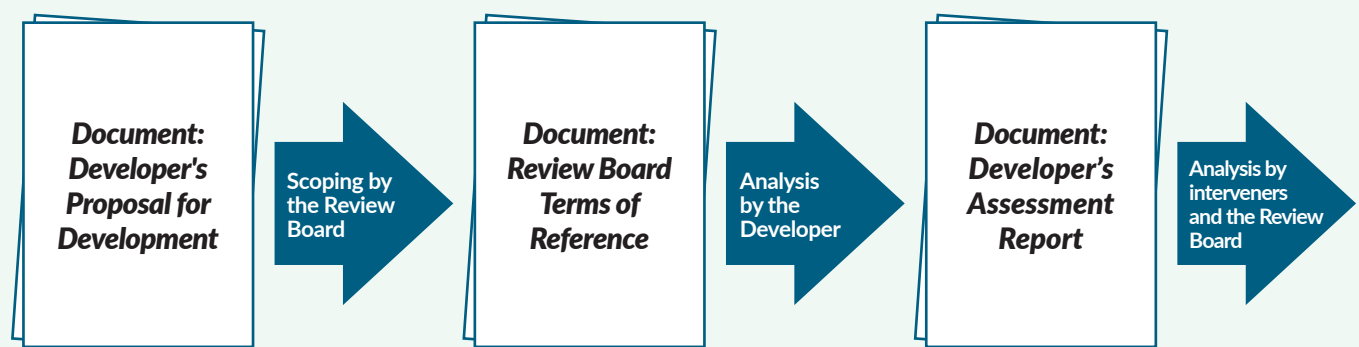 Document:
Developer's
Proposal for
Development
Scoping by
the Review
Board
Document:
Review Board
Terms of
Reference
Analysis
by the
Developer
Document:
Developer’s
Assessment
Report
Analysis by
interveners
and the Review
Board